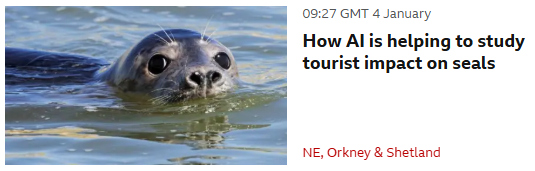 09:27 GMT 4 January
How AI is helping to study
tourist impact on seals
NE, Orkney & Shetland